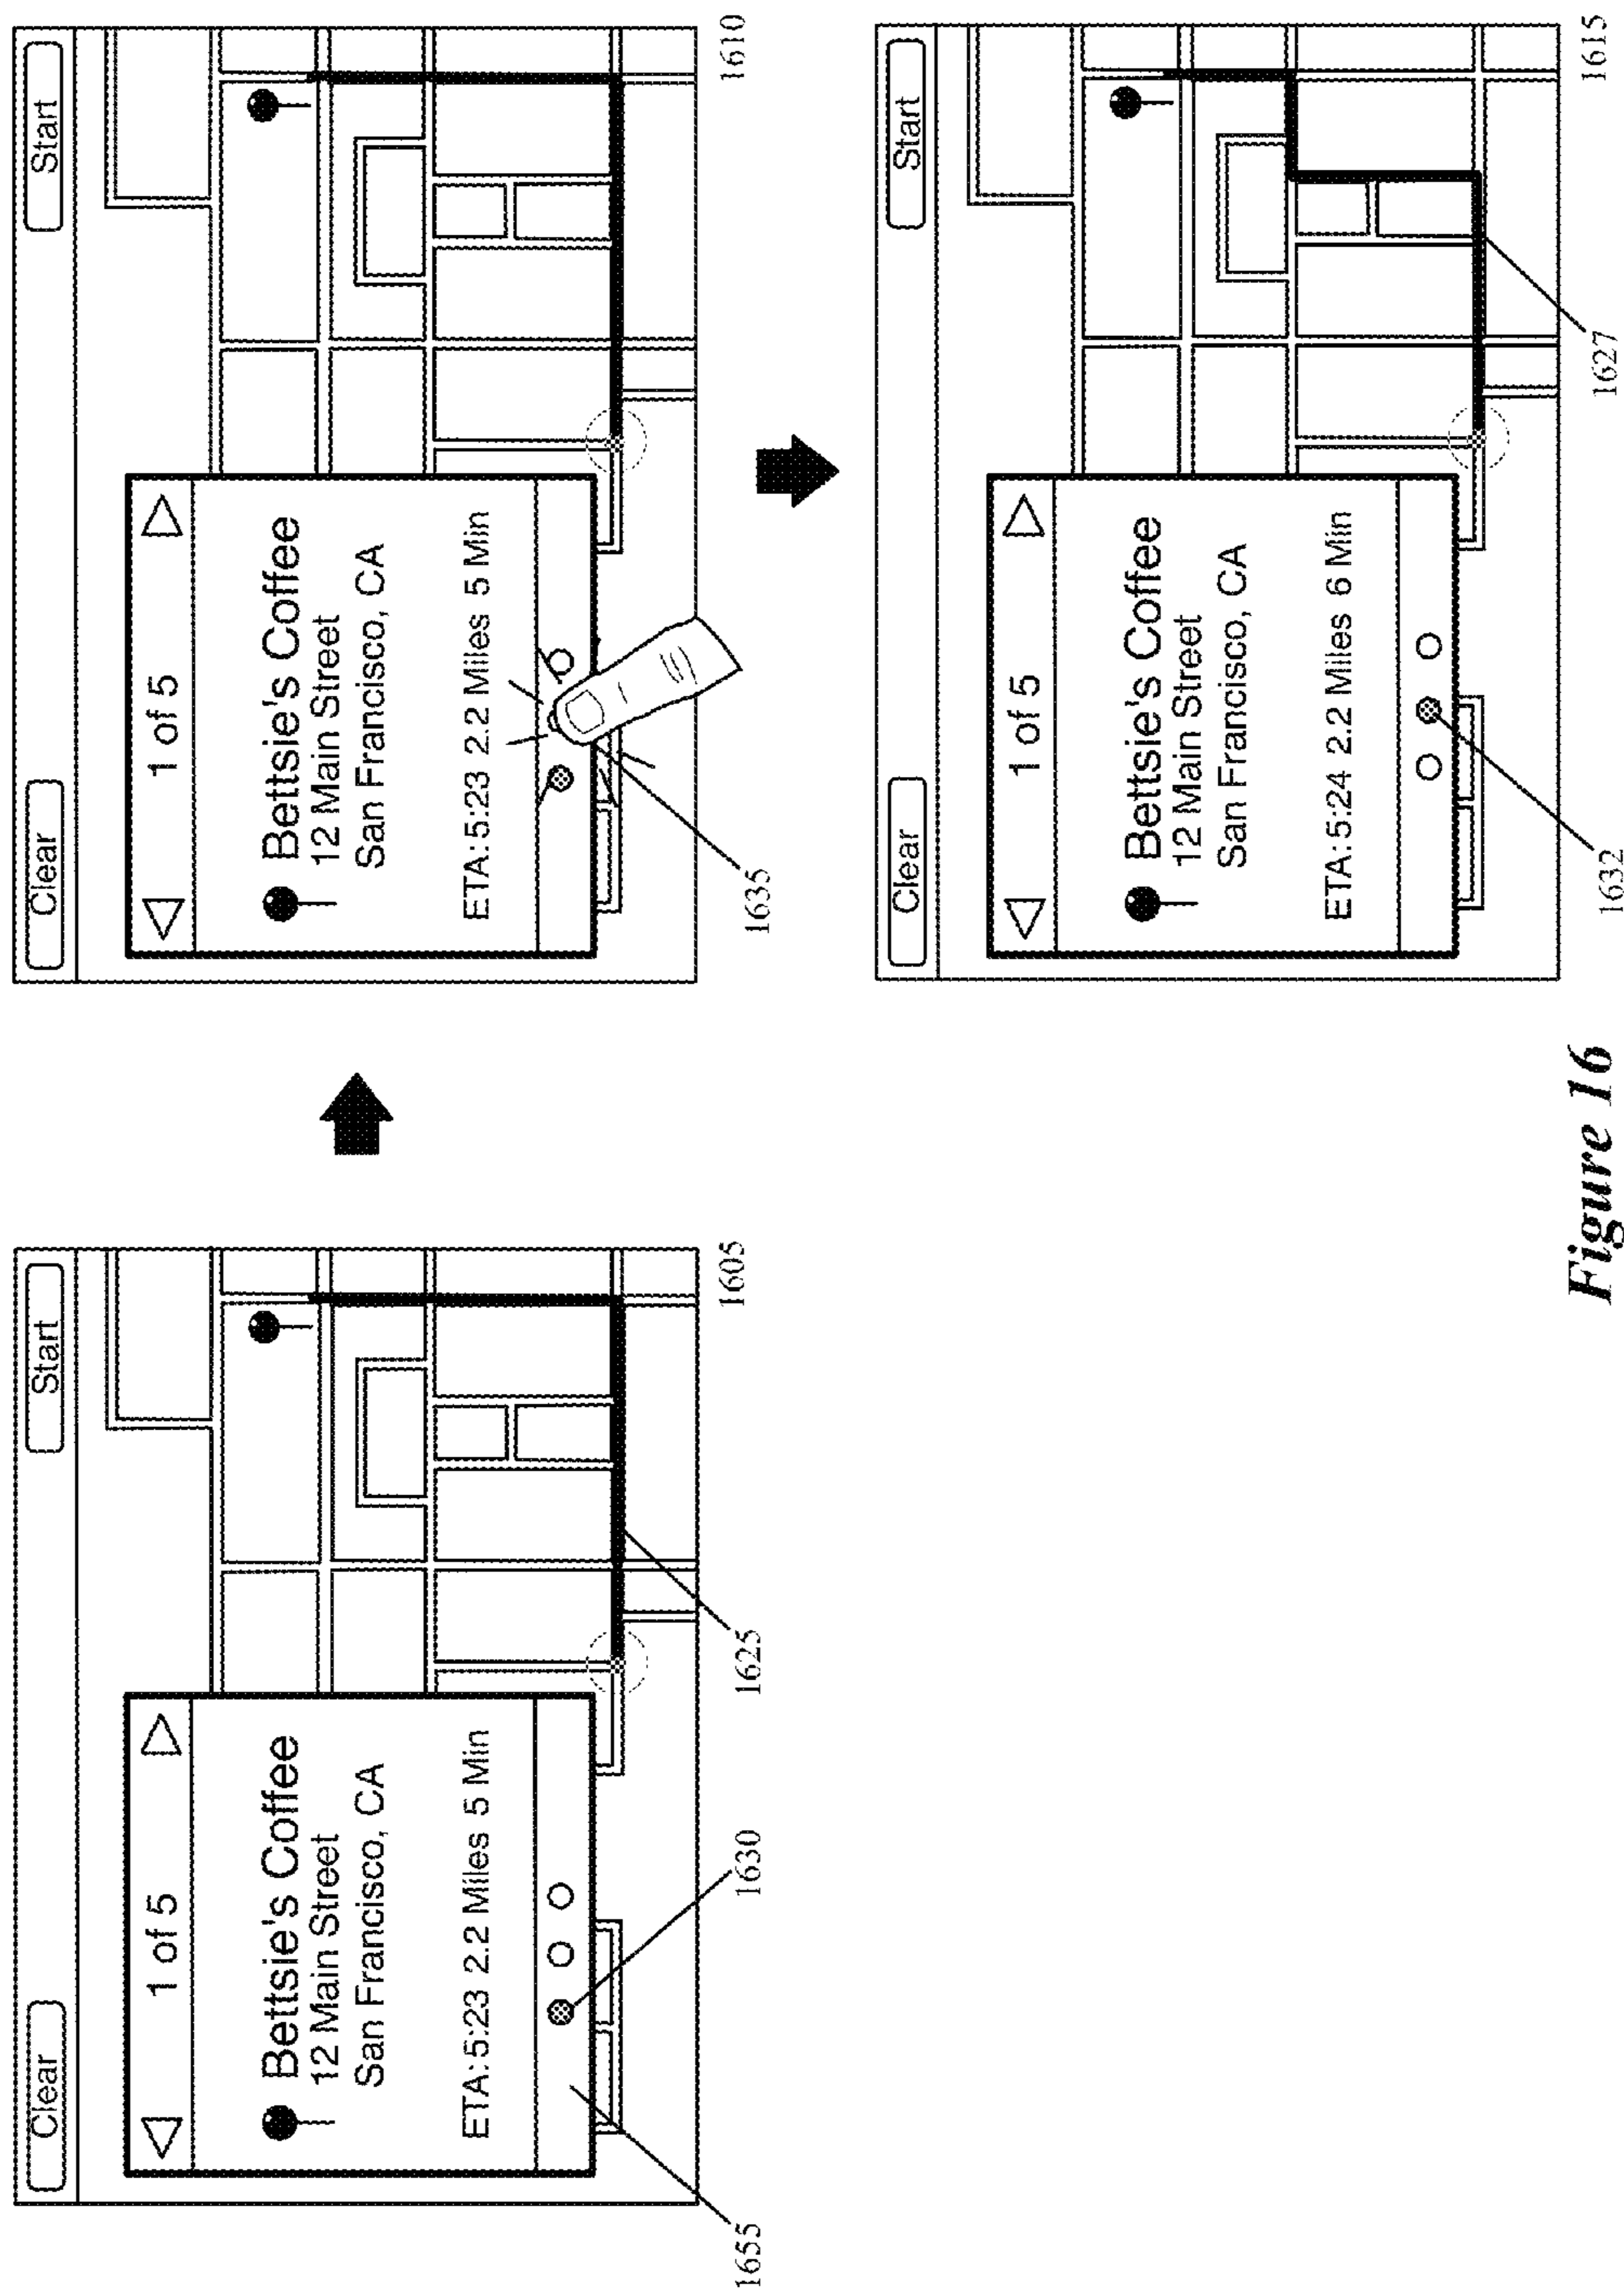 Clear
Start
1 of 5
Bettsie's Coffee
12 Main Street
San Francisco, CA
ETA: 5:23 2.2 Miles 5 Min
1655
1630
1625
1605
Clear
Start
1 of 5
Bettsie's Coffee
12 Main Street
San Francisco, CA
ETA: 5:23 2.2 Miles 5 Min
1635
1610
Clear
Start
1 of 5
Bettsie's Coffee
12 Main Street
San Francisco, CA
ETA: 5:24 2.2 Miles 6 Min
1632
1627
1615
Figure 16